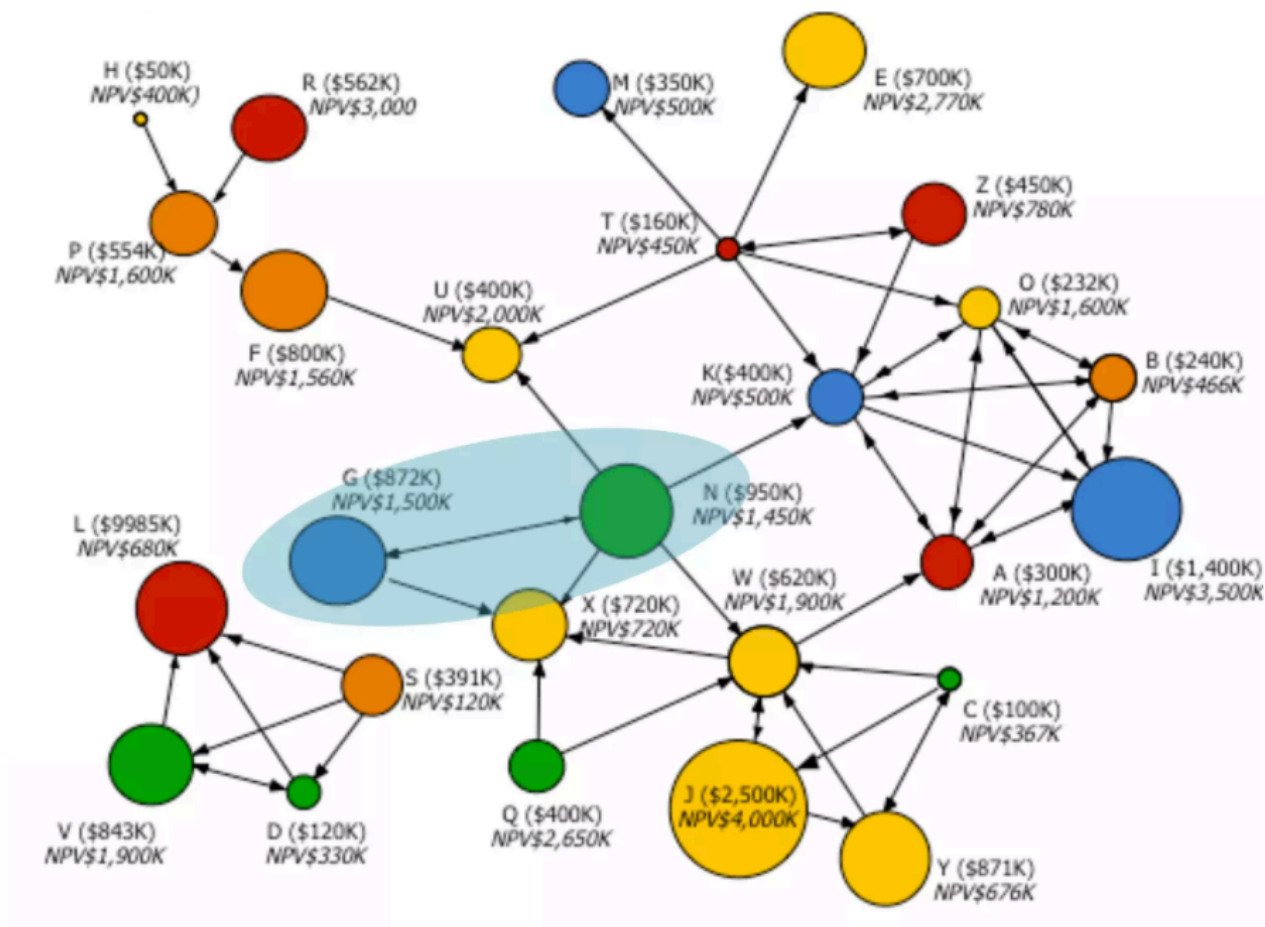 H ($50K)
NPV$400K)
R ($562K)
NPV$3,000
M ($350K)
NPV$500K
E ($700K)
NPV$2,770K
P ($554K)
NPV$1,600K
T ($160K)
NPV$450K
Z ($450K)
NPV$780K
U ($400K)
NPV$2,000K
O ($232K)
NPV$1,600K
F ($800K)
NPV$1,560K
K($400K)
NPV$500K
B ($240K)
NPV$466K
G ($872K)
NPV$1,500K
N ($950K)
NPV$1,450K
L ($9985K)
NPV$680K
X ($720K)
NPV$720K
W ($620K)
NPV$1,900K
A ($300K)
NPV$1,200K
I ($1,400K)
NPV$3,500K
S ($391K)
NPV$120K
C ($100K)
NPV$367K
V ($843K)
NPV$1,900K
D ($120K)
NPV$330K
Q ($400K)
NPV$2,650K
J ($2,500K)
NPV$4,000K
Y ($871K)
NPV$676K